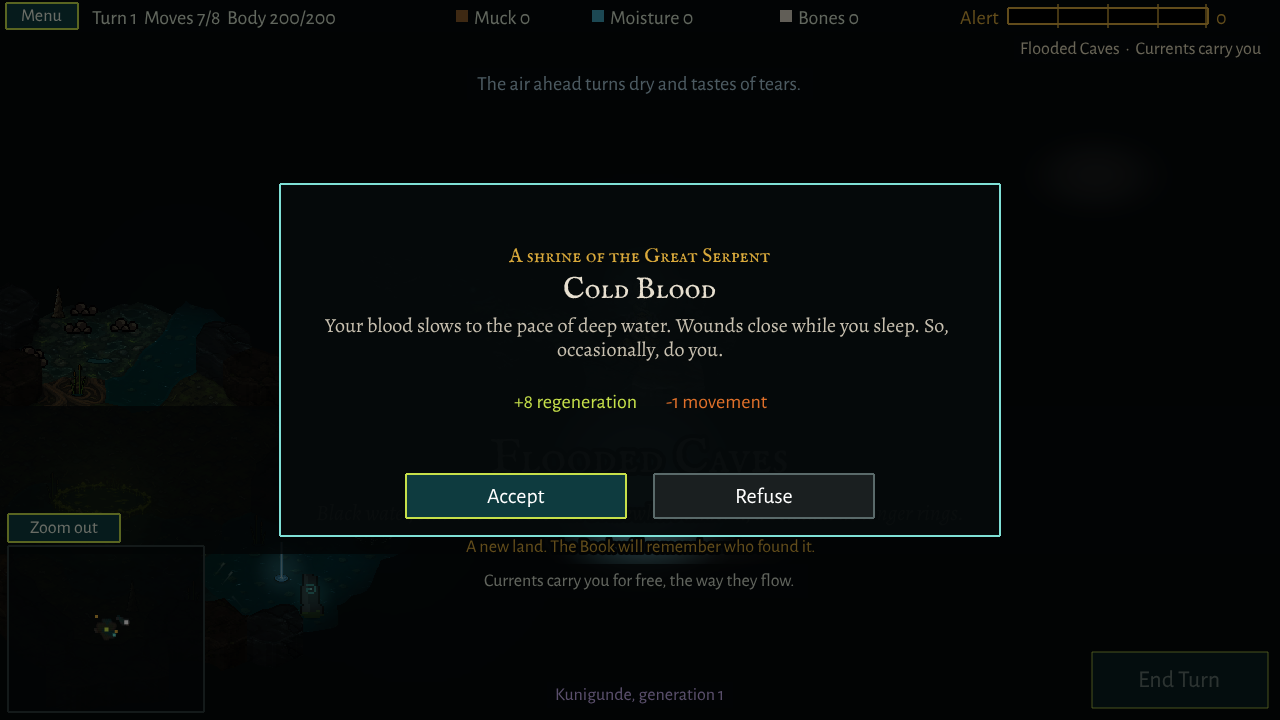 Menu
Turn 1 Moves 7/8 Body 200/200
Muck 0
Moisture 0
Bones 0
Alert
0
Flooded Caves · Currents carry you
The air ahead turns dry and tastes of tears.
A shrine of the Great Serpent
Cold Blood
Your blood slows to the pace of deep water. Wounds close while you sleep. So,
occasionally, do you.
+8 regeneration
-1 movement
Flooded Caves
Accept
Refuse
Zoom out
A new land. The Book will remember who found it.
Currents carry you for free, the way they flow.
Kunigunde, generation 1
End Turn